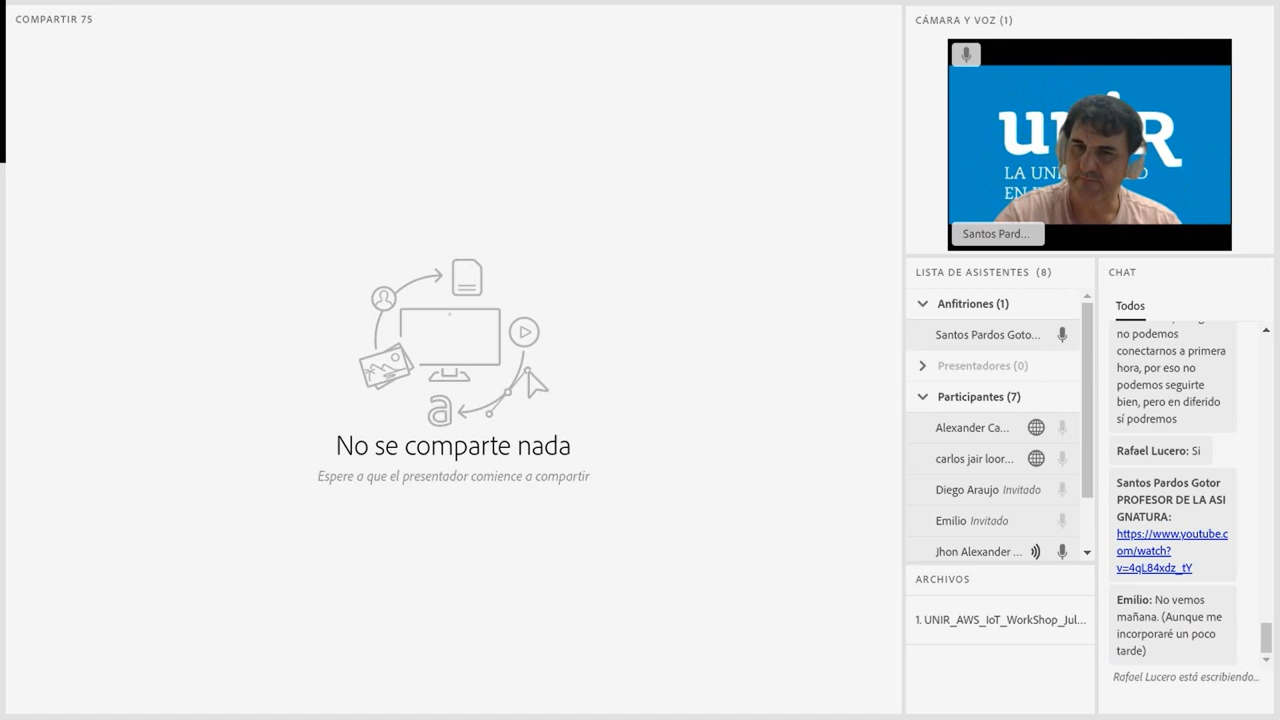 COMPARTIR 75
No se comparte nada
Espere a que el presentador comience a compartir
CÁMARA Y VOZ (1)
uniR
LA UNI
D
EN
Santos Pard...
LISTA DE ASISTENTES (8)
Anfitriones (1)
Santos Pardos Goto...
Presentadores (0)
Participantes (7)
Alexander Ca...
carlos jair loor...
Diego Araujo Invitado
Emilio Invitado
Jhon Alexander ...
ARCHIVOS
1. UNIR_AWS_IoT_WorkShop_Jul...
CHAT
Todos
no podemos
conectarnos a primera
hora, por eso no
podemos seguirte
bien, pero en diferido
sí podremos
Rafael Lucero: Si
Santos Pardos Gotor
PROFESOR DE LA ASI
GNATURA:
https://www.youtube.c
om/watch?
v=4qL84xdz_tY
Emilio: No vemos
mañana. (Aunque me
incorporaré un poco
tarde)
Rafael Lucero está escribiendo...